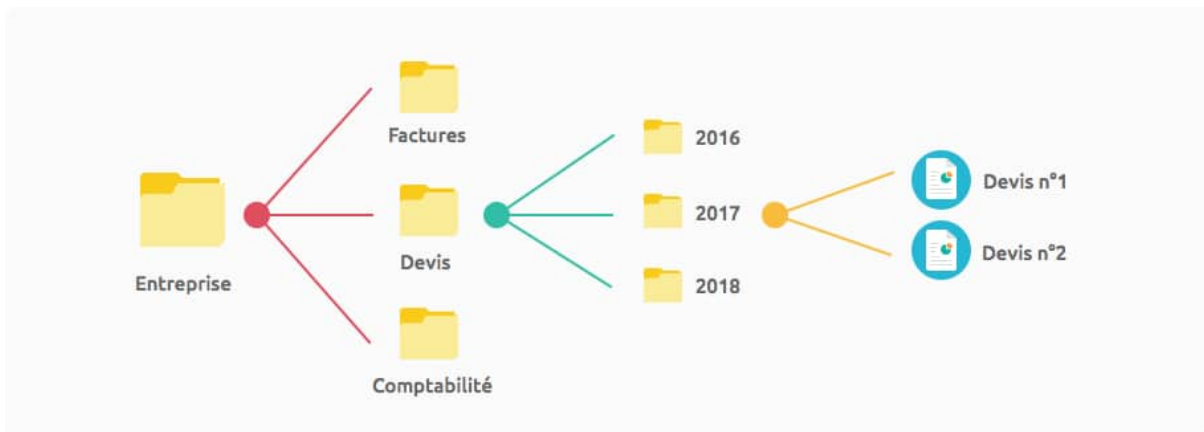 Entreprise
Factures
Devis
Comptabilité
2016
2017
2018
Devis n°1
Devis n°2